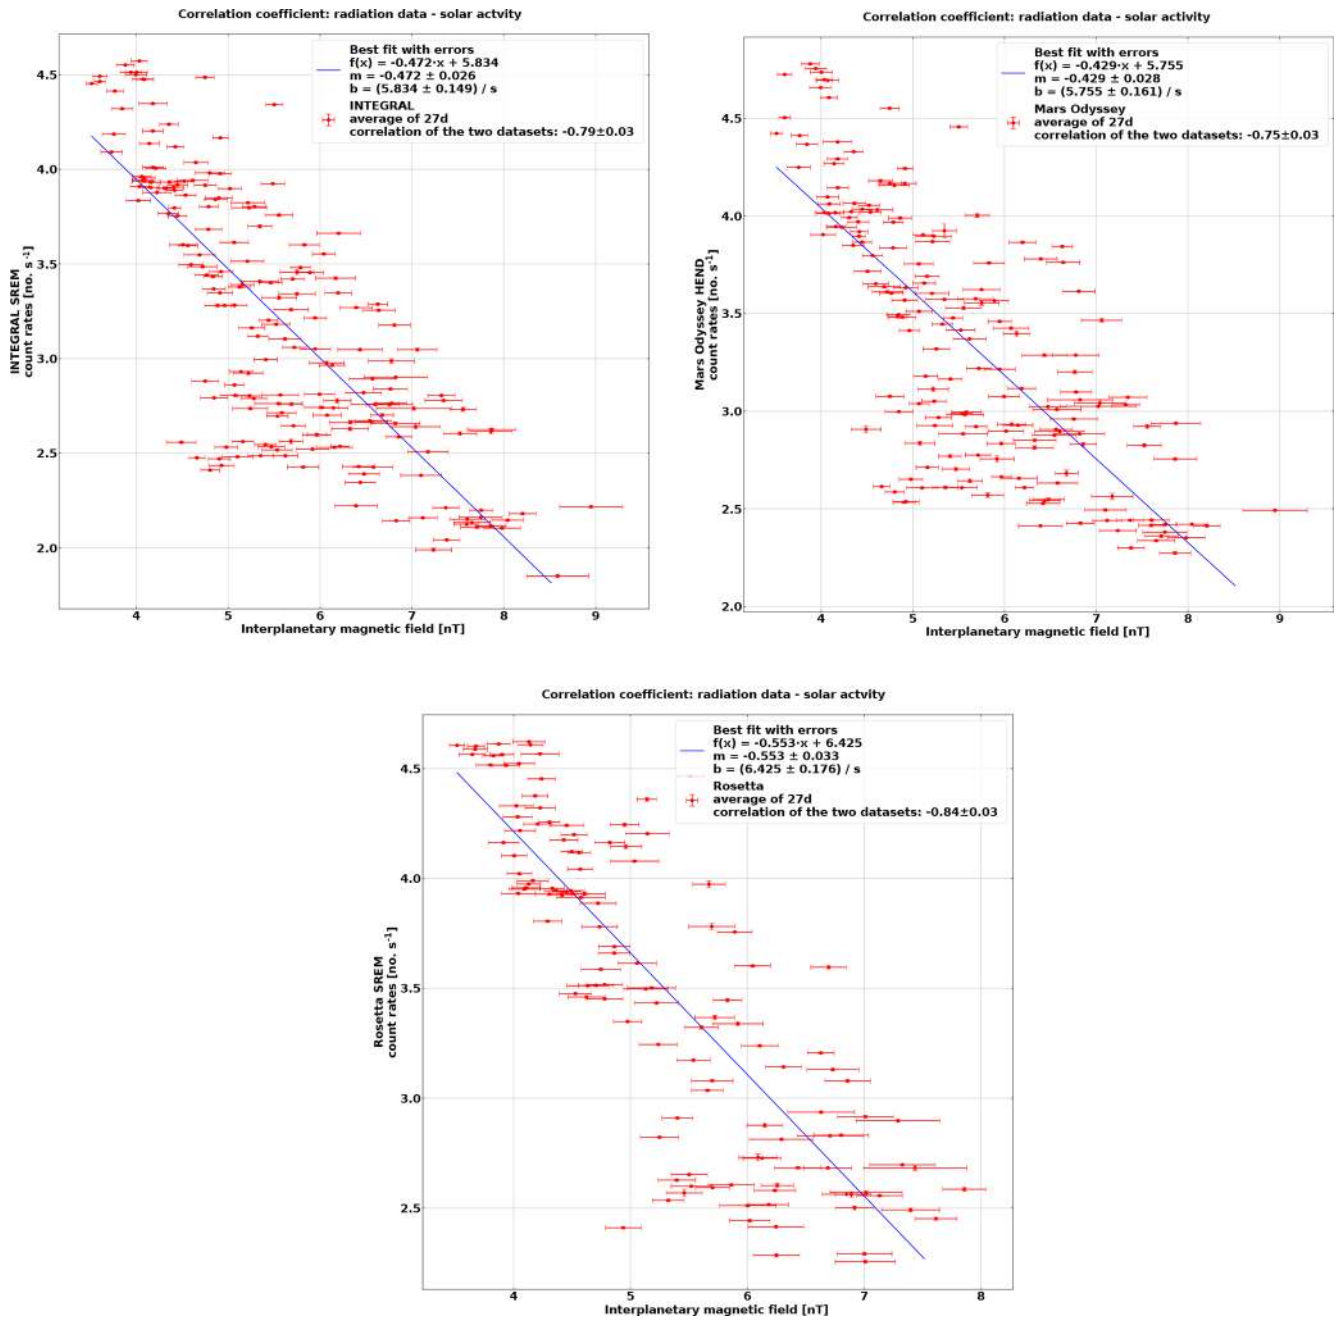 Correlation coefficient: radiation data - solar actvity
Best fit with errors
f(x) = -0.472·x + 5.834
m = -0.472 ± 0.026
b = (5.834 ± 0.149) / s
INTEGRAL
average of 27d
correlation of the two datasets: -0.79±0.03
4.5
4.0
3.5
3.0
2.5
2.0
INTEGRAL SREM
count rates [no. s⁻¹]
4 5 6 7 8 9
Interplanetary magnetic field [nT]
Correlation coefficient: radiation data - solar actvity
Best fit with errors
f(x) = -0.429·x + 5.755
m = -0.429 ± 0.028
b = (5.755 ± 0.161) / s
Mars Odyssey
average of 27d
correlation of the two datasets: -0.75±0.03
4.5
4.0
3.5
3.0
2.5
2.0
Mars Odyssey HEND
count rates [no. s⁻¹]
4 5 6 7 8 9
Interplanetary magnetic field [nT]
Correlation coefficient: radiation data - solar actvity
Best fit with errors
f(x) = -0.553·x + 6.425
m = -0.553 ± 0.033
b = (6.425 ± 0.176) / s
Rosetta
average of 27d
correlation of the two datasets: -0.84±0.03
4.5
4.0
3.5
3.0
2.5
Rosetta SREM
count rates [no. s⁻¹]
4 5 6 7 8
Interplanetary magnetic field [nT]